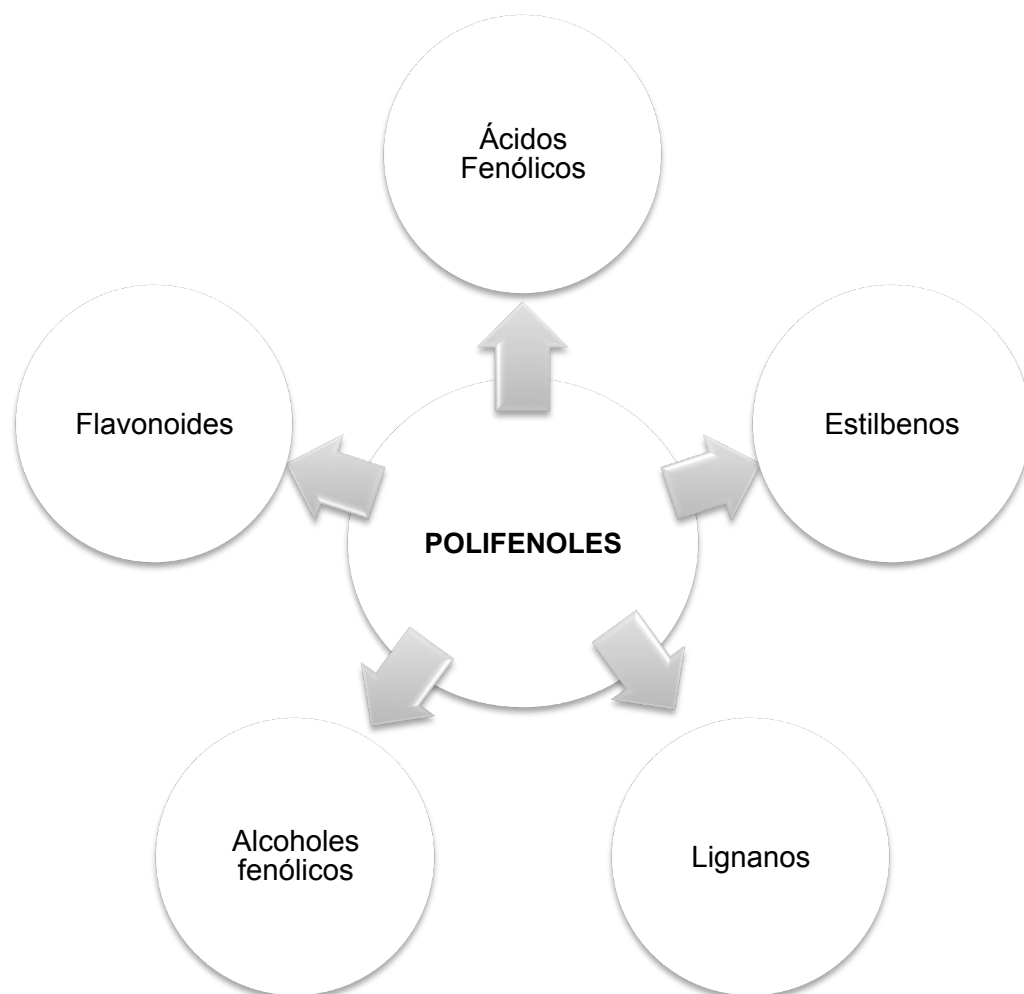 Ácidos
Fenólicos
Flavonoides
Estilbenos
POLIFENOLES
Alcoholes
fenólicos
Lignanos